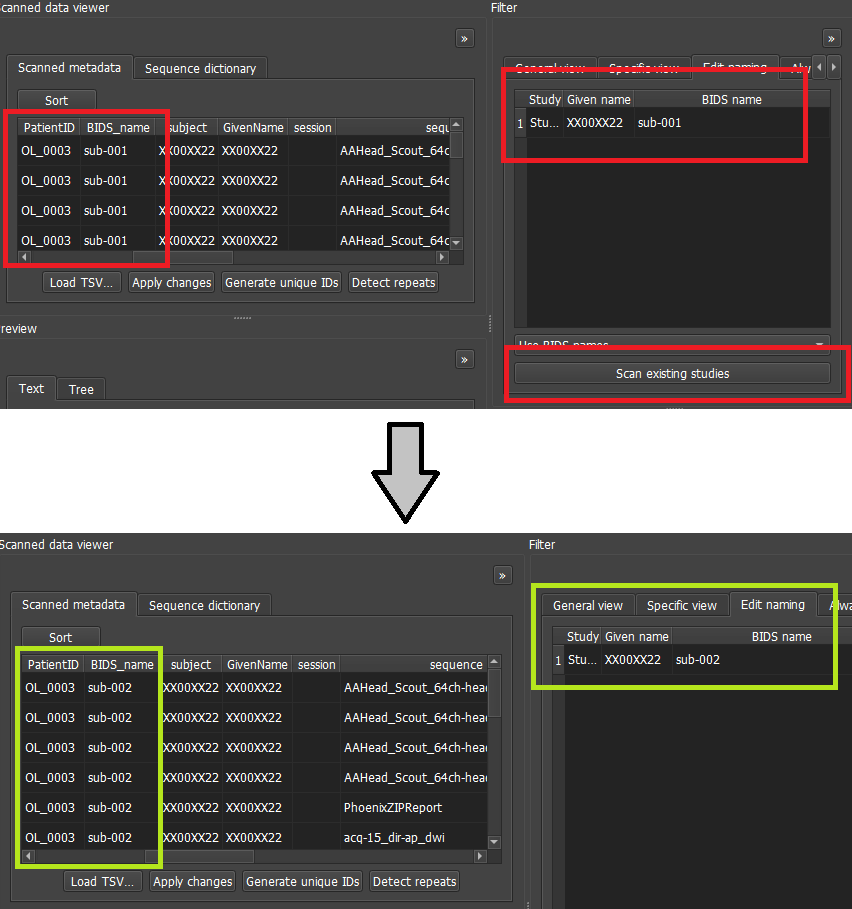 canned data viewer
Filter
»
»
Scanned metadata
Sequence dictionary
General view
Specific view
Edit naming
Alw
Sort
Study
Given name
BIDS name
PatientID
BIDS_name
subject
GivenName
session
sequ
1
Stu...
XX00XX22
sub-001
OL_0003
sub-001
XX00XX22
XX00XX22
AAHead_Scout_64c
OL_0003
sub-001
XX00XX22
XX00XX22
AAHead_Scout_64c
OL_0003
sub-001
XX00XX22
XX00XX22
AAHead_Scout_64c
OL_0003
sub-001
XX00XX22
XX00XX22
AAHead_Scout_64c
Load TSV...
Apply changes
Generate unique IDs
Detect repeats
review
Use BIDS names
»
Scan existing studies
Text
Tree
Scanned data viewer
Filter
»
Scanned metadata
Sequence dictionary
General view
Specific view
Edit naming
Alwa
Sort
Study
Given name
BIDS name
PatientID
BIDS_name
subject
GivenName
session
sequence
1
Stu...
XX00XX22
sub-002
OL_0003
sub-002
XX00XX22
XX00XX22
AAHead_Scout_64ch-head
OL_0003
sub-002
XX00XX22
XX00XX22
AAHead_Scout_64ch-head
OL_0003
sub-002
XX00XX22
XX00XX22
AAHead_Scout_64ch-head
OL_0003
sub-002
XX00XX22
XX00XX22
AAHead_Scout_64ch-head
OL_0003
sub-002
XX00XX22
XX00XX22
PhoenixZIPReport
OL_0003
sub-002
XX00XX22
XX00XX22
acq-15_dir-ap_dwi
Load TSV...
Apply changes
Generate unique IDs
Detect repeats